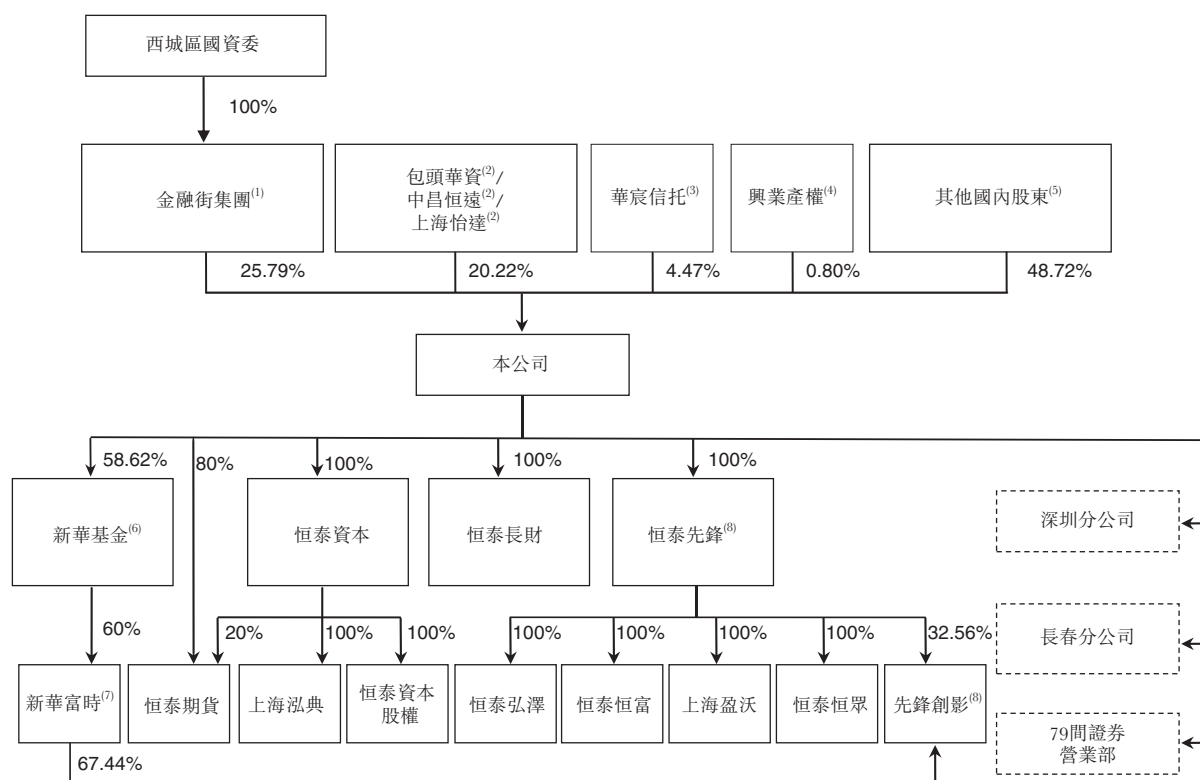 西城區國資委
100%
金融街集團(1)
包頭華資(2)/
中昌恒遠(2)/
上海怡達(2)
華宸信托(3)
興業產權(4)
其他國內股東(5)
25.79%
20.22%
4.47%
0.80%
48.72%
本公司
58.62%
80%
100%
100%
100%
新華基金(6)
恒泰資本
恒泰長財
恒泰先鋒(8)
深圳分公司
60%
20%
100%
100%
100%
100%
100%
100%
32.56%
長春分公司
新華富時(7)
恒泰期貨
上海泓典
恒泰資本
股權
恒泰弘澤
恒泰恒富
上海盈沃
恒泰恒眾
先鋒創影(8)
79間證券
營業部
67.44%